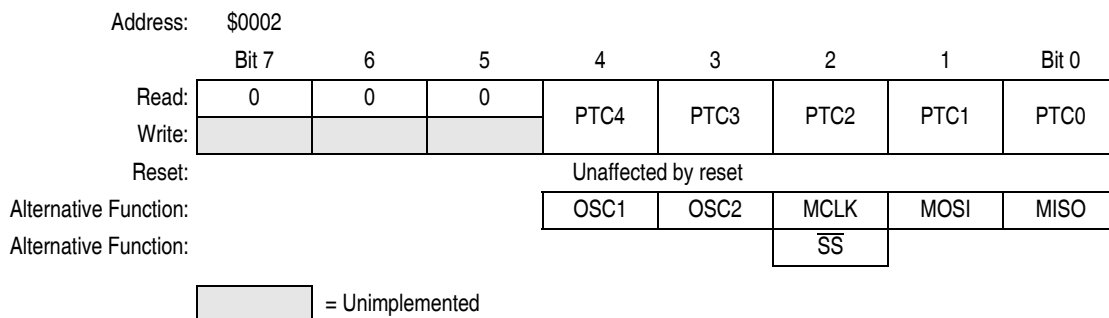 Address: $0002
Bit 7 6 5 4 3 2 1 Bit 0
Read: 0 0 0 PTC4 PTC3 PTC2 PTC1 PTC0
Write:
Reset: Unaffected by reset
Alternative Function: OSC1 OSC2 MCLK MOSI MISO
Alternative Function: S̅S̅
= Unimplemented